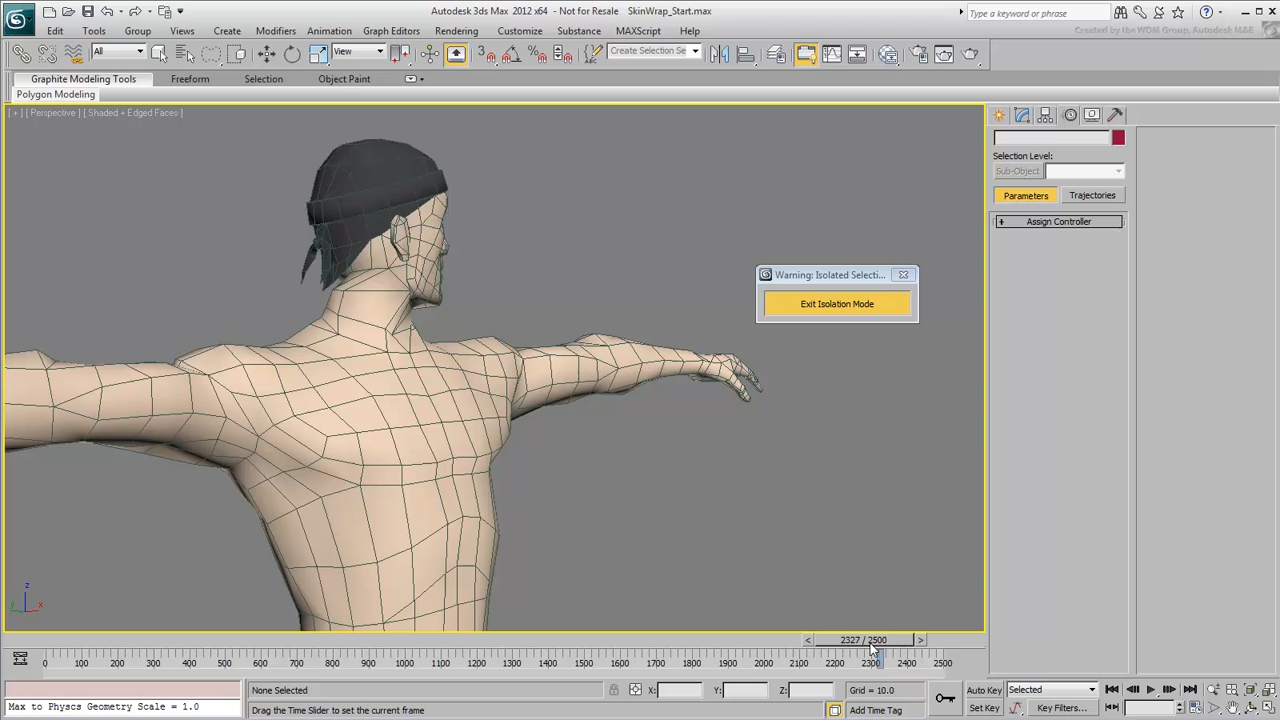 Autodesk 3ds Max 2012 x64 - Not for Resale SkinWrap_Start.max
Type a keyword or phrase
Edit Tools Group Views Create Modifiers Animation Graph Editors Rendering Customize Substance MAXScript Help
Created by the WDM Group, Autodesk M&E
All View Create Selection Se
Graphite Modeling Tools Freeform Selection Object Paint
Polygon Modeling
[ + ] [ Perspective ] [ Shaded + Edged Faces ]
Selection Level:
Sub-Object
Parameters Trajectories
+ Assign Controller
Warning: Isolated Selecti...
Exit Isolation Mode
< 2327 / 2500 >
0 100 200 300 400 500 600 700 800 900 1000 1100 1200 1300 1400 1500 1600 1700 1800 1900 2000 2100 2200 2300 2400 2500
None Selected X: Y: Z: Grid = 10.0 Auto Key Selected
Max to Physcs Geometry Scale = 1.0 Drag the Time Slider to set the current frame Add Time Tag Set Key Key Filters...